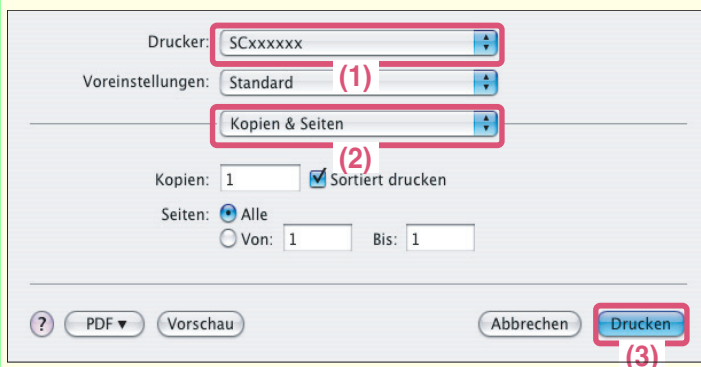 Drucker: SCxxxxxx
(1)
Voreinstellungen: Standard
Kopien & Seiten
(2)
Kopien: 1 Sortiert drucken
Seiten: Alle
Von: 1 Bis: 1
? PDF▼ Vorschau Abbrechen Drucken
(3)